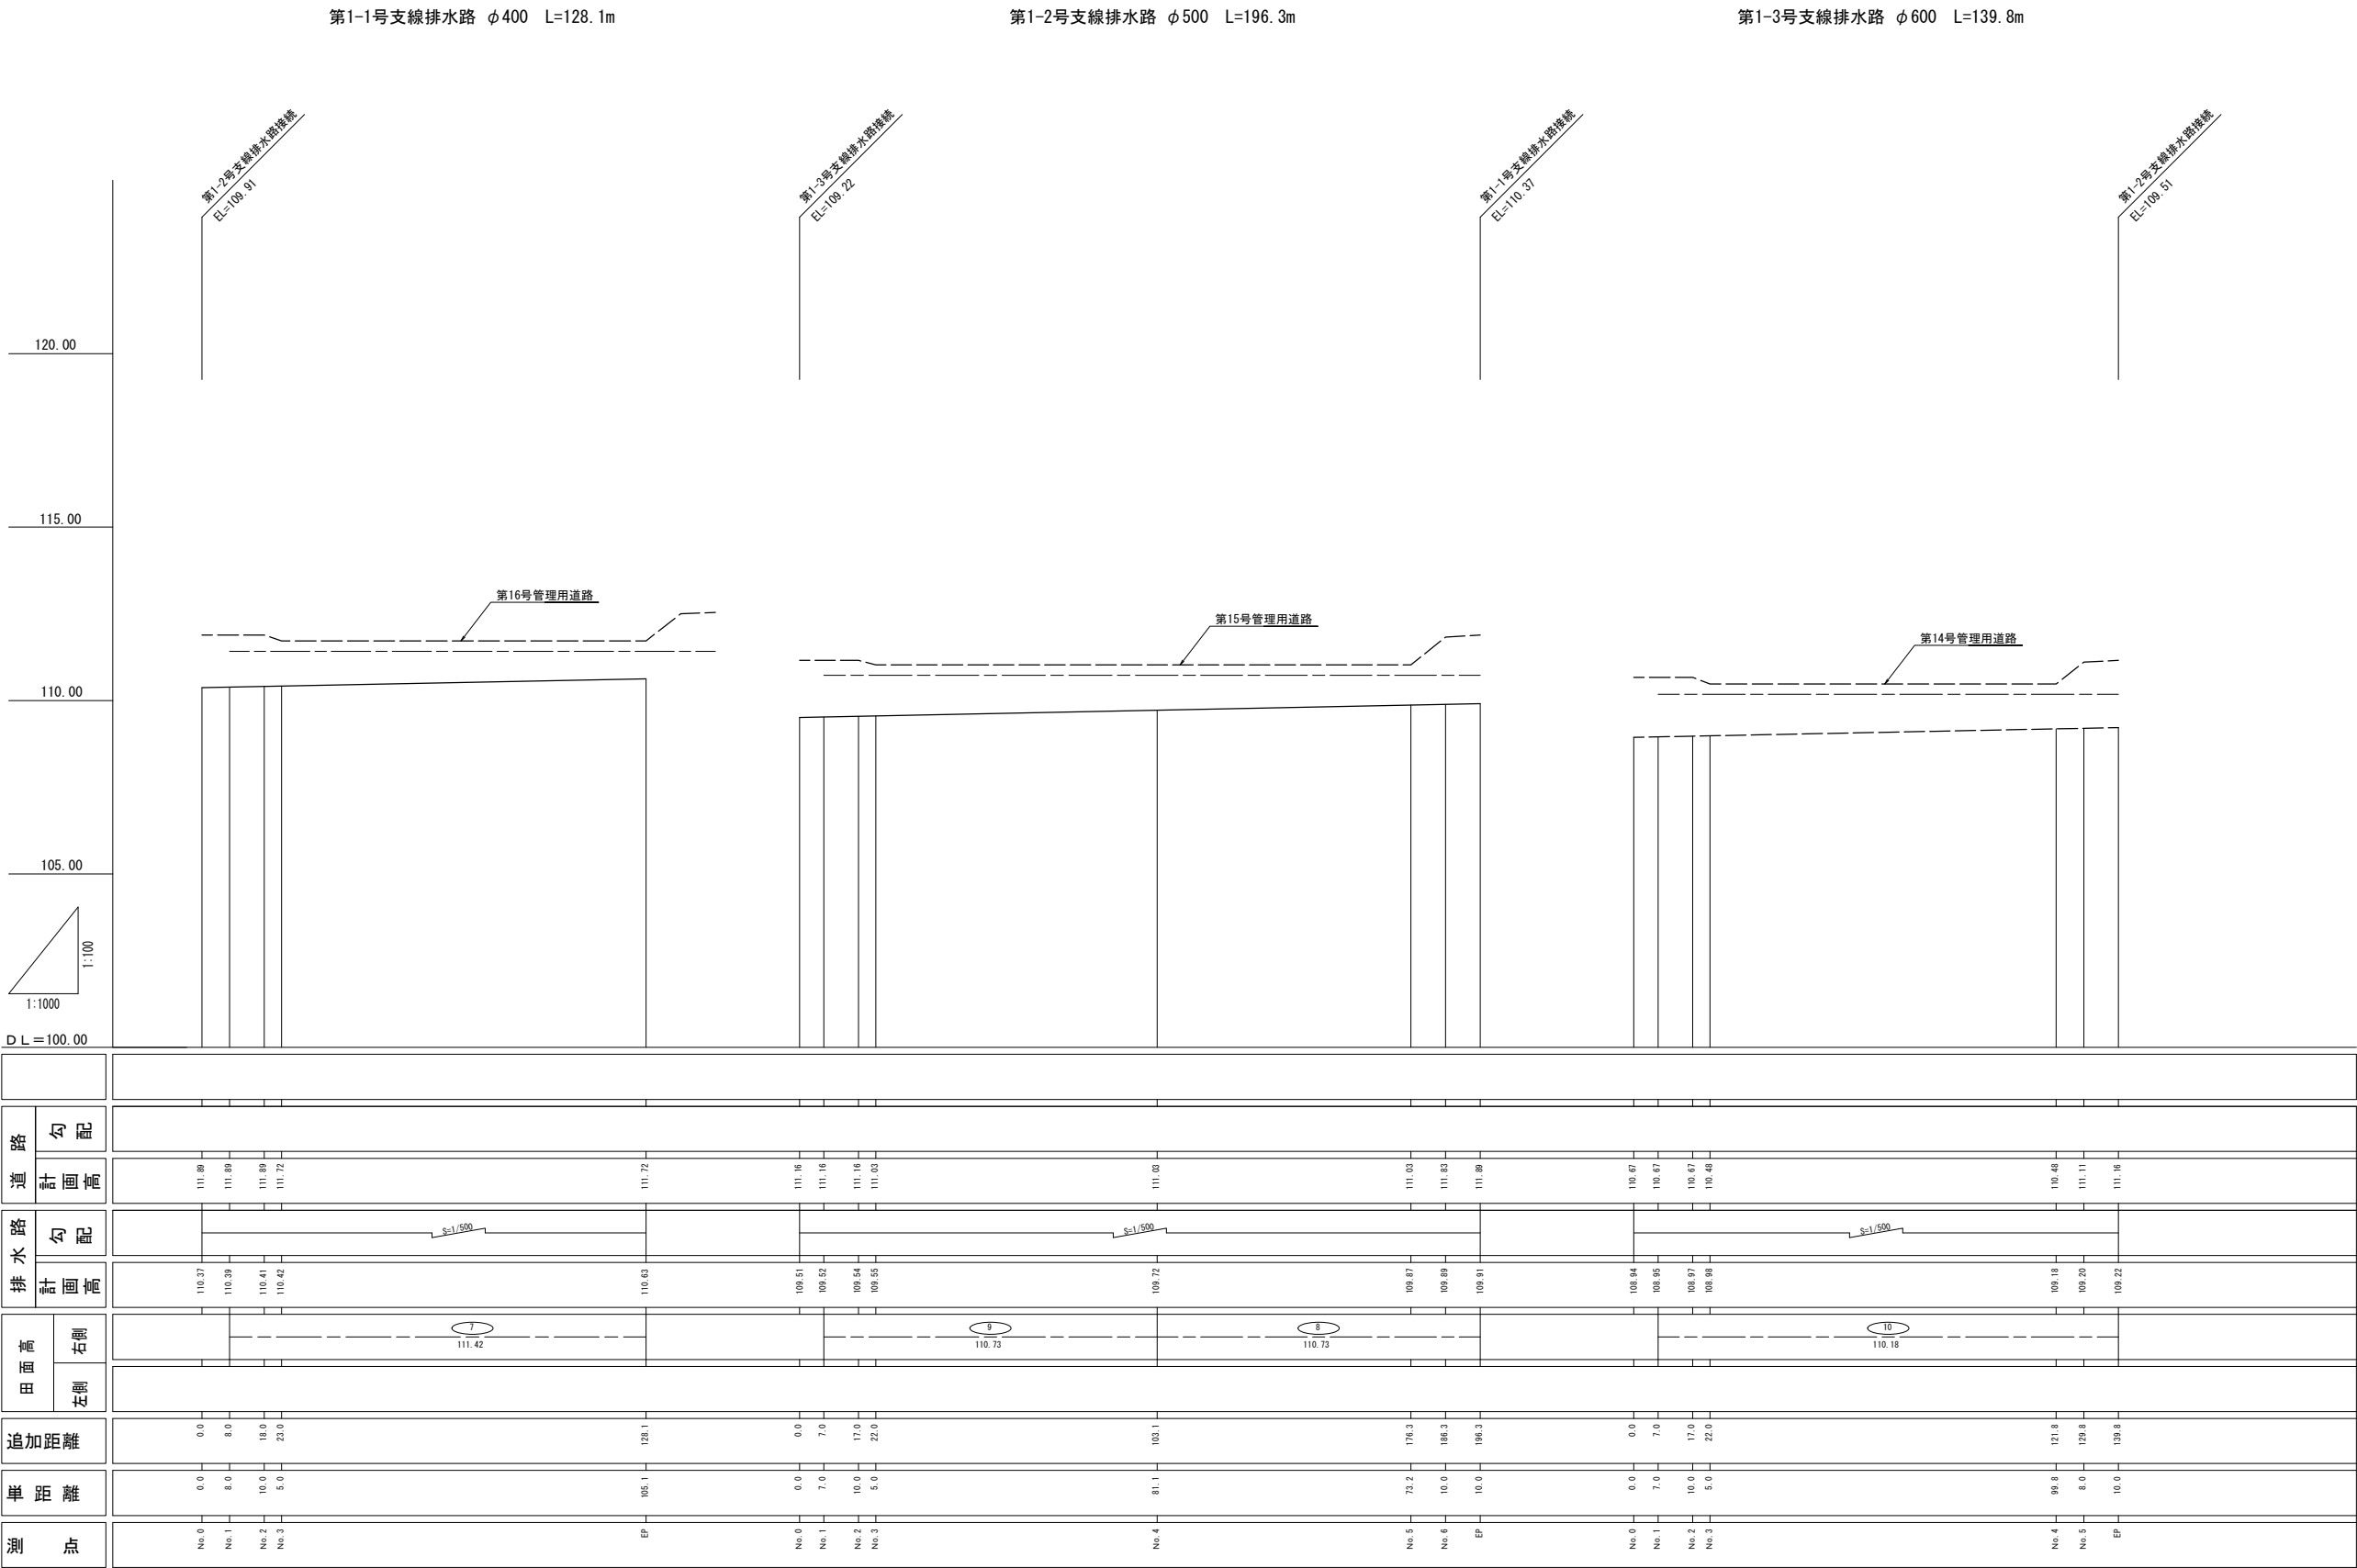 第1-1号支線排水路 φ400 L=128.1m
第1-2号支線排水路 φ500 L=196.3m
第1-3号支線排水路 φ600 L=139.8m
第1-2号支線排水路接続
EL=109.91
第1-3号支線排水路接続
EL=109.22
第1-1号支線排水路接続
EL=110.37
第1-2号支線排水路接続
EL=109.51
120.00
115.00
110.00
105.00
1:100
1:1000
DL=100.00
第16号管理用道路
第15号管理用道路
第14号管理用道路
道路
勾配
計画高
111.89 111.89 111.89 111.72 111.72 111.16 111.16 111.16 111.03 111.03 111.03 111.83 111.89 110.67 110.67 110.67 110.48 110.48 111.11 111.16
排水路
勾配
S=1/500 S=1/500 S=1/500
計画高
110.37 110.39 110.41 110.42 110.63 109.51 109.52 109.54 109.55 109.72 109.87 109.89 109.91 108.94 108.95 108.97 108.98 109.18 109.20 109.22
田面高
右側
7 9 8 10
111.42 110.73 110.73 110.18
左側
追加距離
0.0 8.0 18.0 23.0 128.1 0.0 7.0 17.0 22.0 103.1 176.3 186.3 196.3 0.0 7.0 17.0 22.0 121.8 129.8 139.8
単距離
0.0 8.0 10.0 5.0 105.1 0.0 7.0 10.0 5.0 81.1 73.2 10.0 10.0 0.0 7.0 10.0 5.0 99.8 8.0 10.0
測点
No.0 No.1 No.2 No.3 EP No.0 No.1 No.2 No.3 No.4 No.5 No.6 EP No.0 No.1 No.2 No.3 No.4 No.5 EP